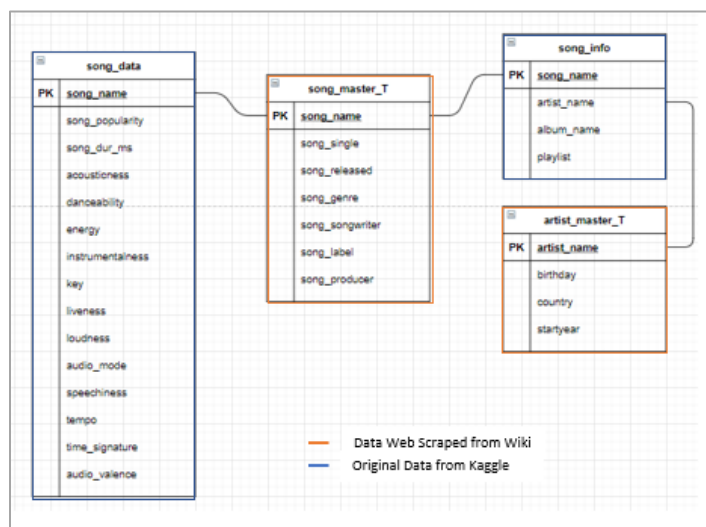 song_data
PK song_name
song_popularity
song_dur_ms
acousticness
danceability
energy
instrumentalness
key
liveness
loudness
audio_mode
speechiness
tempo
time_signature
audio_valence
song_master_T
PK song_name
song_single
song_released
song_genre
song_songwriter
song_label
song_producer
song_info
PK song_name
artist_name
album_name
playlist
artist_master_T
PK artist_name
birthday
country
startyear
Data Web Scraped from Wiki
Original Data from Kaggle